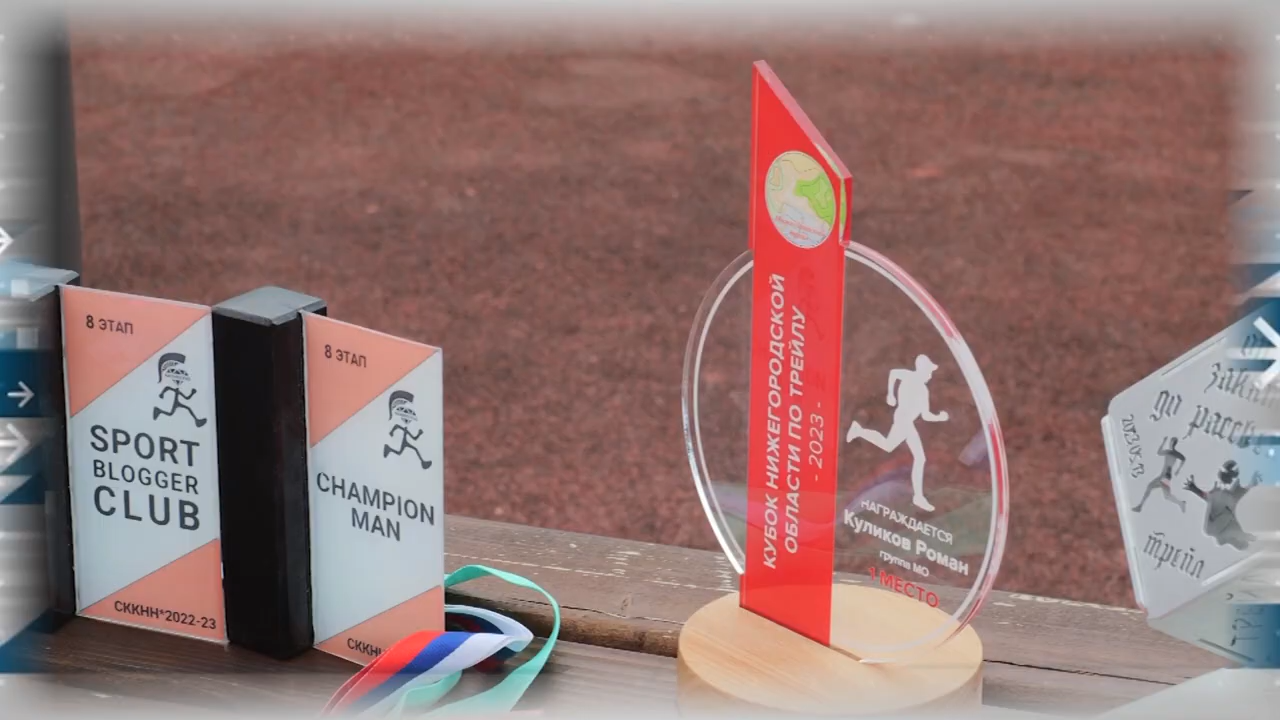 8 ЭТАП
SPORT
BLOGGER
CLUB
СККНН*2022-23
8 ЭТАП
CHAMPION
MAN
КУБОК НИЖЕГОРОДСКОЙ
ОБЛАСТИ ПО ТРЕЙЛУ
- 2023 -
НАГРАЖДАЕТСЯ
Куликов Роман
группа МО
1 МЕСТО
до
трейл